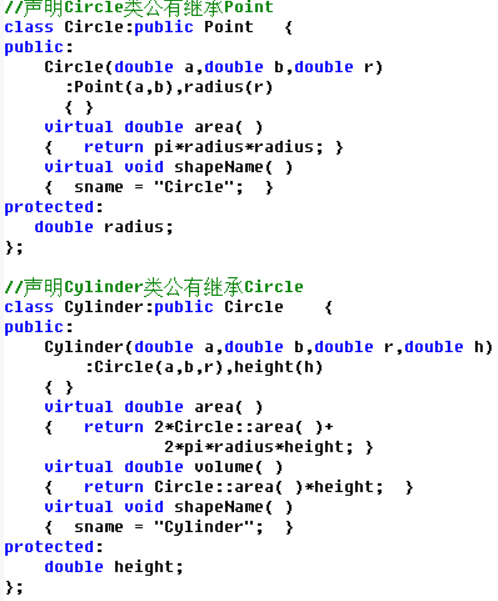 //声明Circle类公有继承Point
class Circle:public Point   {
public:
    Circle(double a,double b,double r)
      :Point(a,b),radius(r)
      { }
    virtual double area( )
    {   return pi*radius*radius; }
    virtual void shapeName( )
    {  sname = "Circle";  }
protected:
   double radius;
};

//声明Cylinder类公有继承Circle
class Cylinder:public Circle    {
public:
    Cylinder(double a,double b,double r,double h)
        :Circle(a,b,r),height(h)
    { }
    virtual double area( )
    {   return 2*Circle::area( )+
                2*pi*radius*height; }
    virtual double volume( )
    {   return Circle::area( )*height;  }
    virtual void shapeName( )
    {  sname = "Cylinder";  }
protected:
    double height;
};